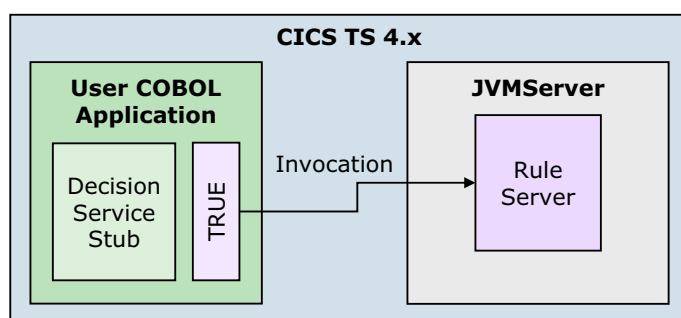 CICS TS 4.x
User COBOL
Application
JVMServer
Decision
Service
Stub
TRUE
Invocation
Rule
Server